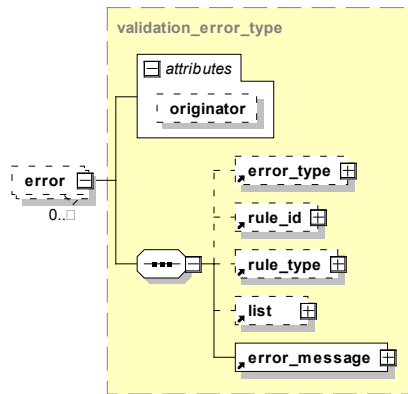 validation_error_type
attributes
originator
error
0..
error_type
rule_id
rule_type
list
error_message